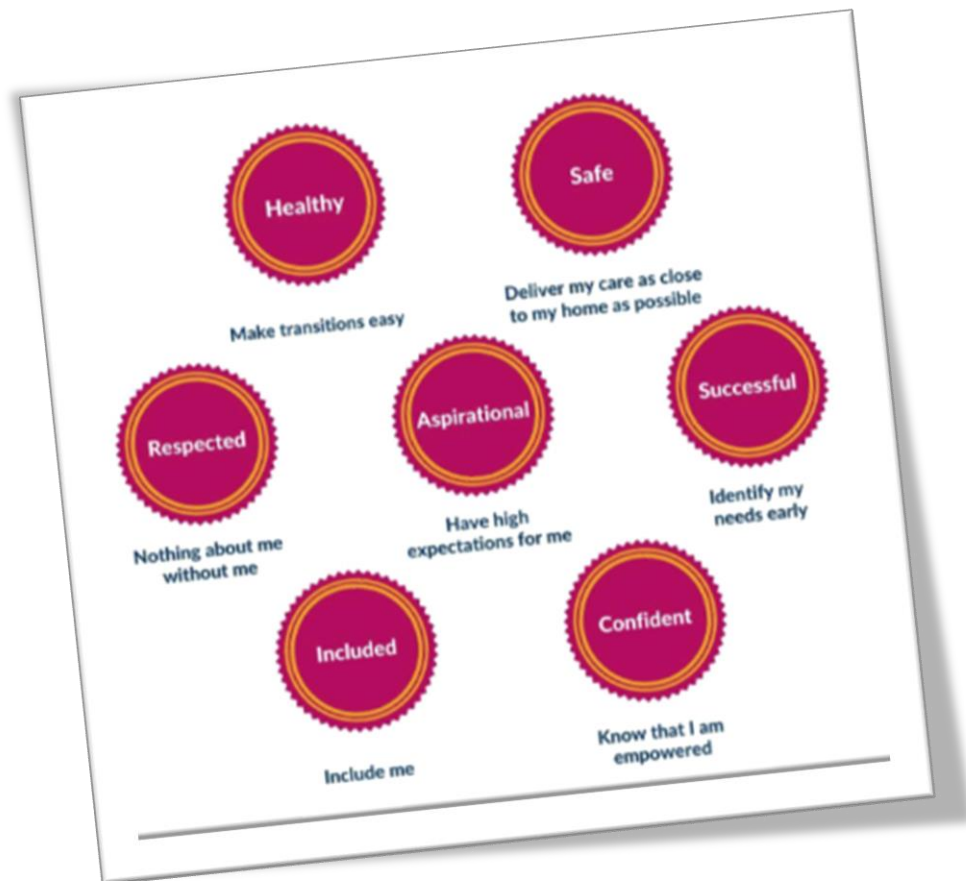 Healthy
Make transitions easy
Safe
Deliver my care as close
to my home as possible
Respected
Nothing about me
without me
Aspirational
Have high
expectations for me
Successful
Identify my
needs early
Included
Include me
Confident
Know that I am
empowered